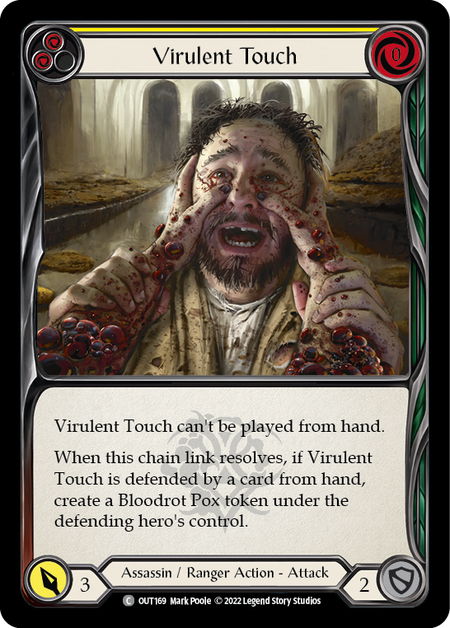 Virulent Touch
0
Virulent Touch can't be played from hand.
When this chain link resolves, if Virulent
Touch is defended by a card from hand,
create a Bloodrot Pox token under the
defending hero's control.
3
Assassin / Ranger Action - Attack
2
C OUT169 Mark Poole © 2022 Legend Story Studios